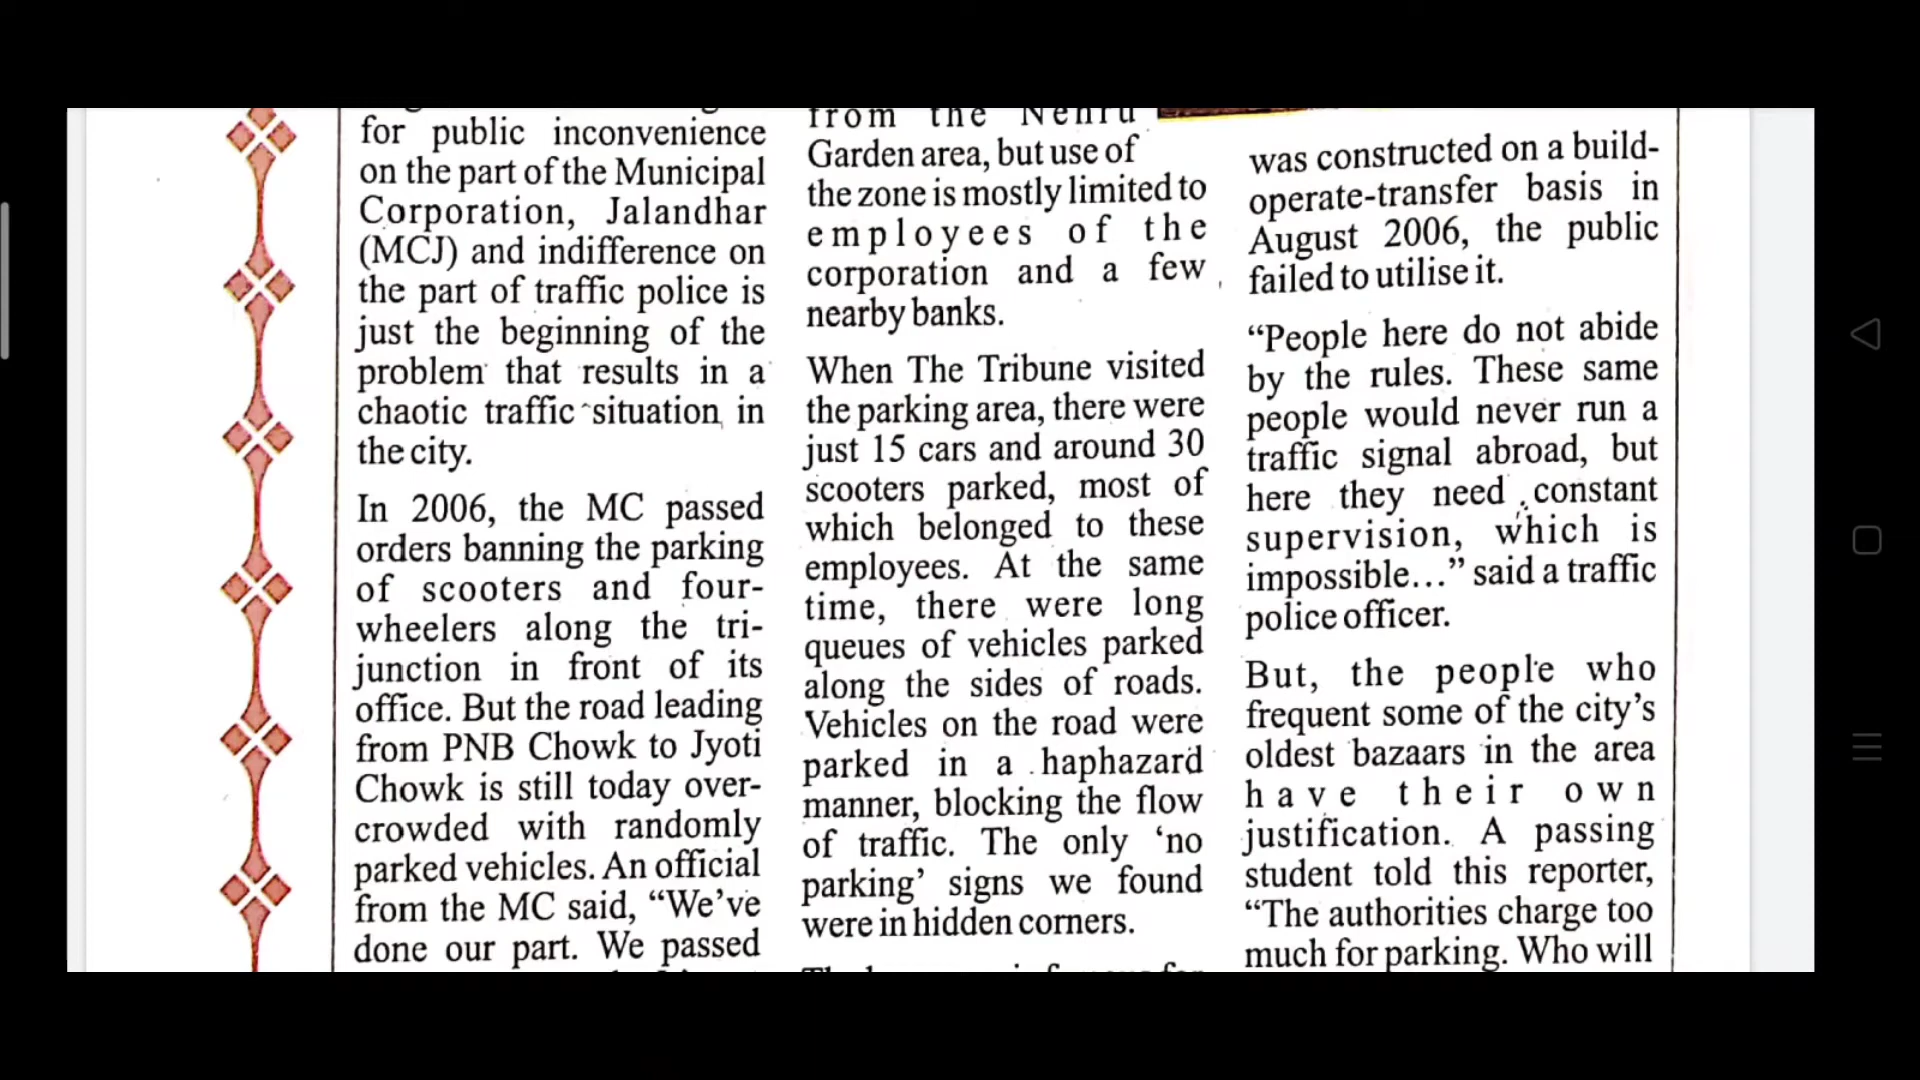 for public inconvenience
on the part of the Municipal
Corporation, Jalandhar
(MCJ) and indifference on
the part of traffic police is
just the beginning of the
problem that results in a
chaotic traffic situation in
the city.
In 2006, the MC passed
orders banning the parking
of scooters and four-
wheelers along the tri-
junction in front of its
office. But the road leading
from PNB Chowk to Jyoti
Chowk is still today over-
crowded with randomly
parked vehicles. An official
from the MC said, “We’ve
done our part. We passed
from the Nehru
Garden area, but use of
the zone is mostly limited to
employees of the
corporation and a few
nearby banks.
When The Tribune visited
the parking area, there were
just 15 cars and around 30
scooters parked, most of
which belonged to these
employees. At the same
time, there were long
queues of vehicles parked
along the sides of roads.
Vehicles on the road were
parked in a haphazard
manner, blocking the flow
of traffic. The only ‘no
parking’ signs we found
were in hidden corners.
was constructed on a build-
operate-transfer basis in
August 2006, the public
failed to utilise it.
“People here do not abide
by the rules. These same
people would never run a
traffic signal abroad, but
here they need constant
supervision, which is
impossible...” said a traffic
police officer.
But, the people who
frequent some of the city’s
oldest bazaars in the area
have their own
justification. A passing
student told this reporter,
“The authorities charge too
much for parking. Who will